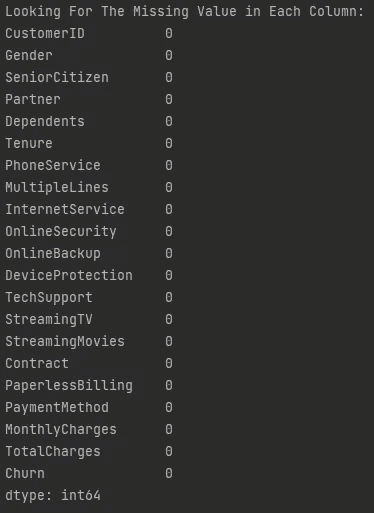 Looking For The Missing Value in Each Column:
CustomerID          0
Gender              0
SeniorCitizen       0
Partner             0
Dependents          0
Tenure              0
PhoneService        0
MultipleLines       0
InternetService     0
OnlineSecurity      0
OnlineBackup        0
DeviceProtection    0
TechSupport         0
StreamingTV         0
StreamingMovies     0
Contract            0
PaperlessBilling    0
PaymentMethod       0
MonthlyCharges      0
TotalCharges        0
Churn               0
dtype: int64